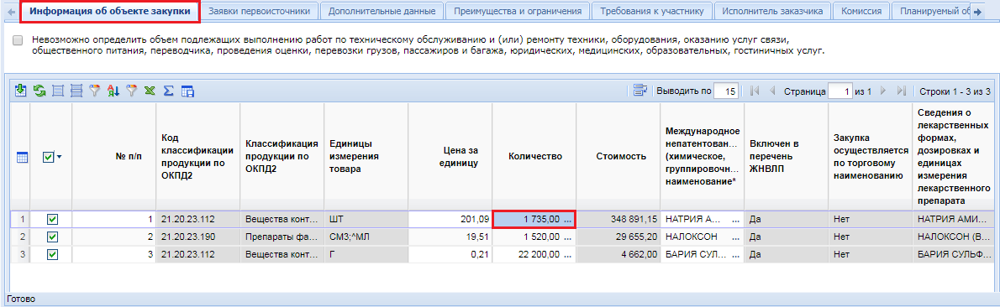 Информация об объекте закупки Заявки первоисточники Дополнительные данные Преимущества и ограничения Требования к участнику Исполнитель заказчика Комиссия Планируемый об
Невозможно определить объем подлежащих выполнению работ по техническому обслуживанию и (или) ремонту техники, оборудования, оказанию услуг связи,
общественного питания, переводчика, проведения оценки, перевозки грузов, пассажиров и багажа, юридических, медицинских, образовательных, гостиничных услуг.
Выводить по 15 Страница 1 из 1 Строки 1 - 3 из 3
№ п/п
Код
классификации
продукции по
ОКПД2
Классификация
продукции по
ОКПД2
Единицы
измерения
товара
Цена за
единицу
Количество
Стоимость
Международное
непатентован...
(химическое,
группировочн...
наименование*
Включен в
перечень
ЖНВЛП
Закупка
осуществляется
по торговому
наименованию
Сведения о
лекарственных
формах,
дозировках и
единицах
измерения
лекарственного
препарата
1 1 21.20.23.112 Вещества конт... ШТ 201,09 1 735,00 ... 348 891,15 НАТРИЯ А... ... Да Нет НАТРИЯ АМИ...
2 2 21.20.23.190 Препараты фа... СМ3;^МЛ 19,51 1 520,00 ... 29 655,20 НАЛОКСОН ... Да Нет НАЛОКСОН (В...
3 3 21.20.23.112 Вещества конт... Г 0,21 22 200,00 ... 4 662,00 БАРИЯ СУЛ... ... Да Нет БАРИЯ СУЛЬФ...
Готово